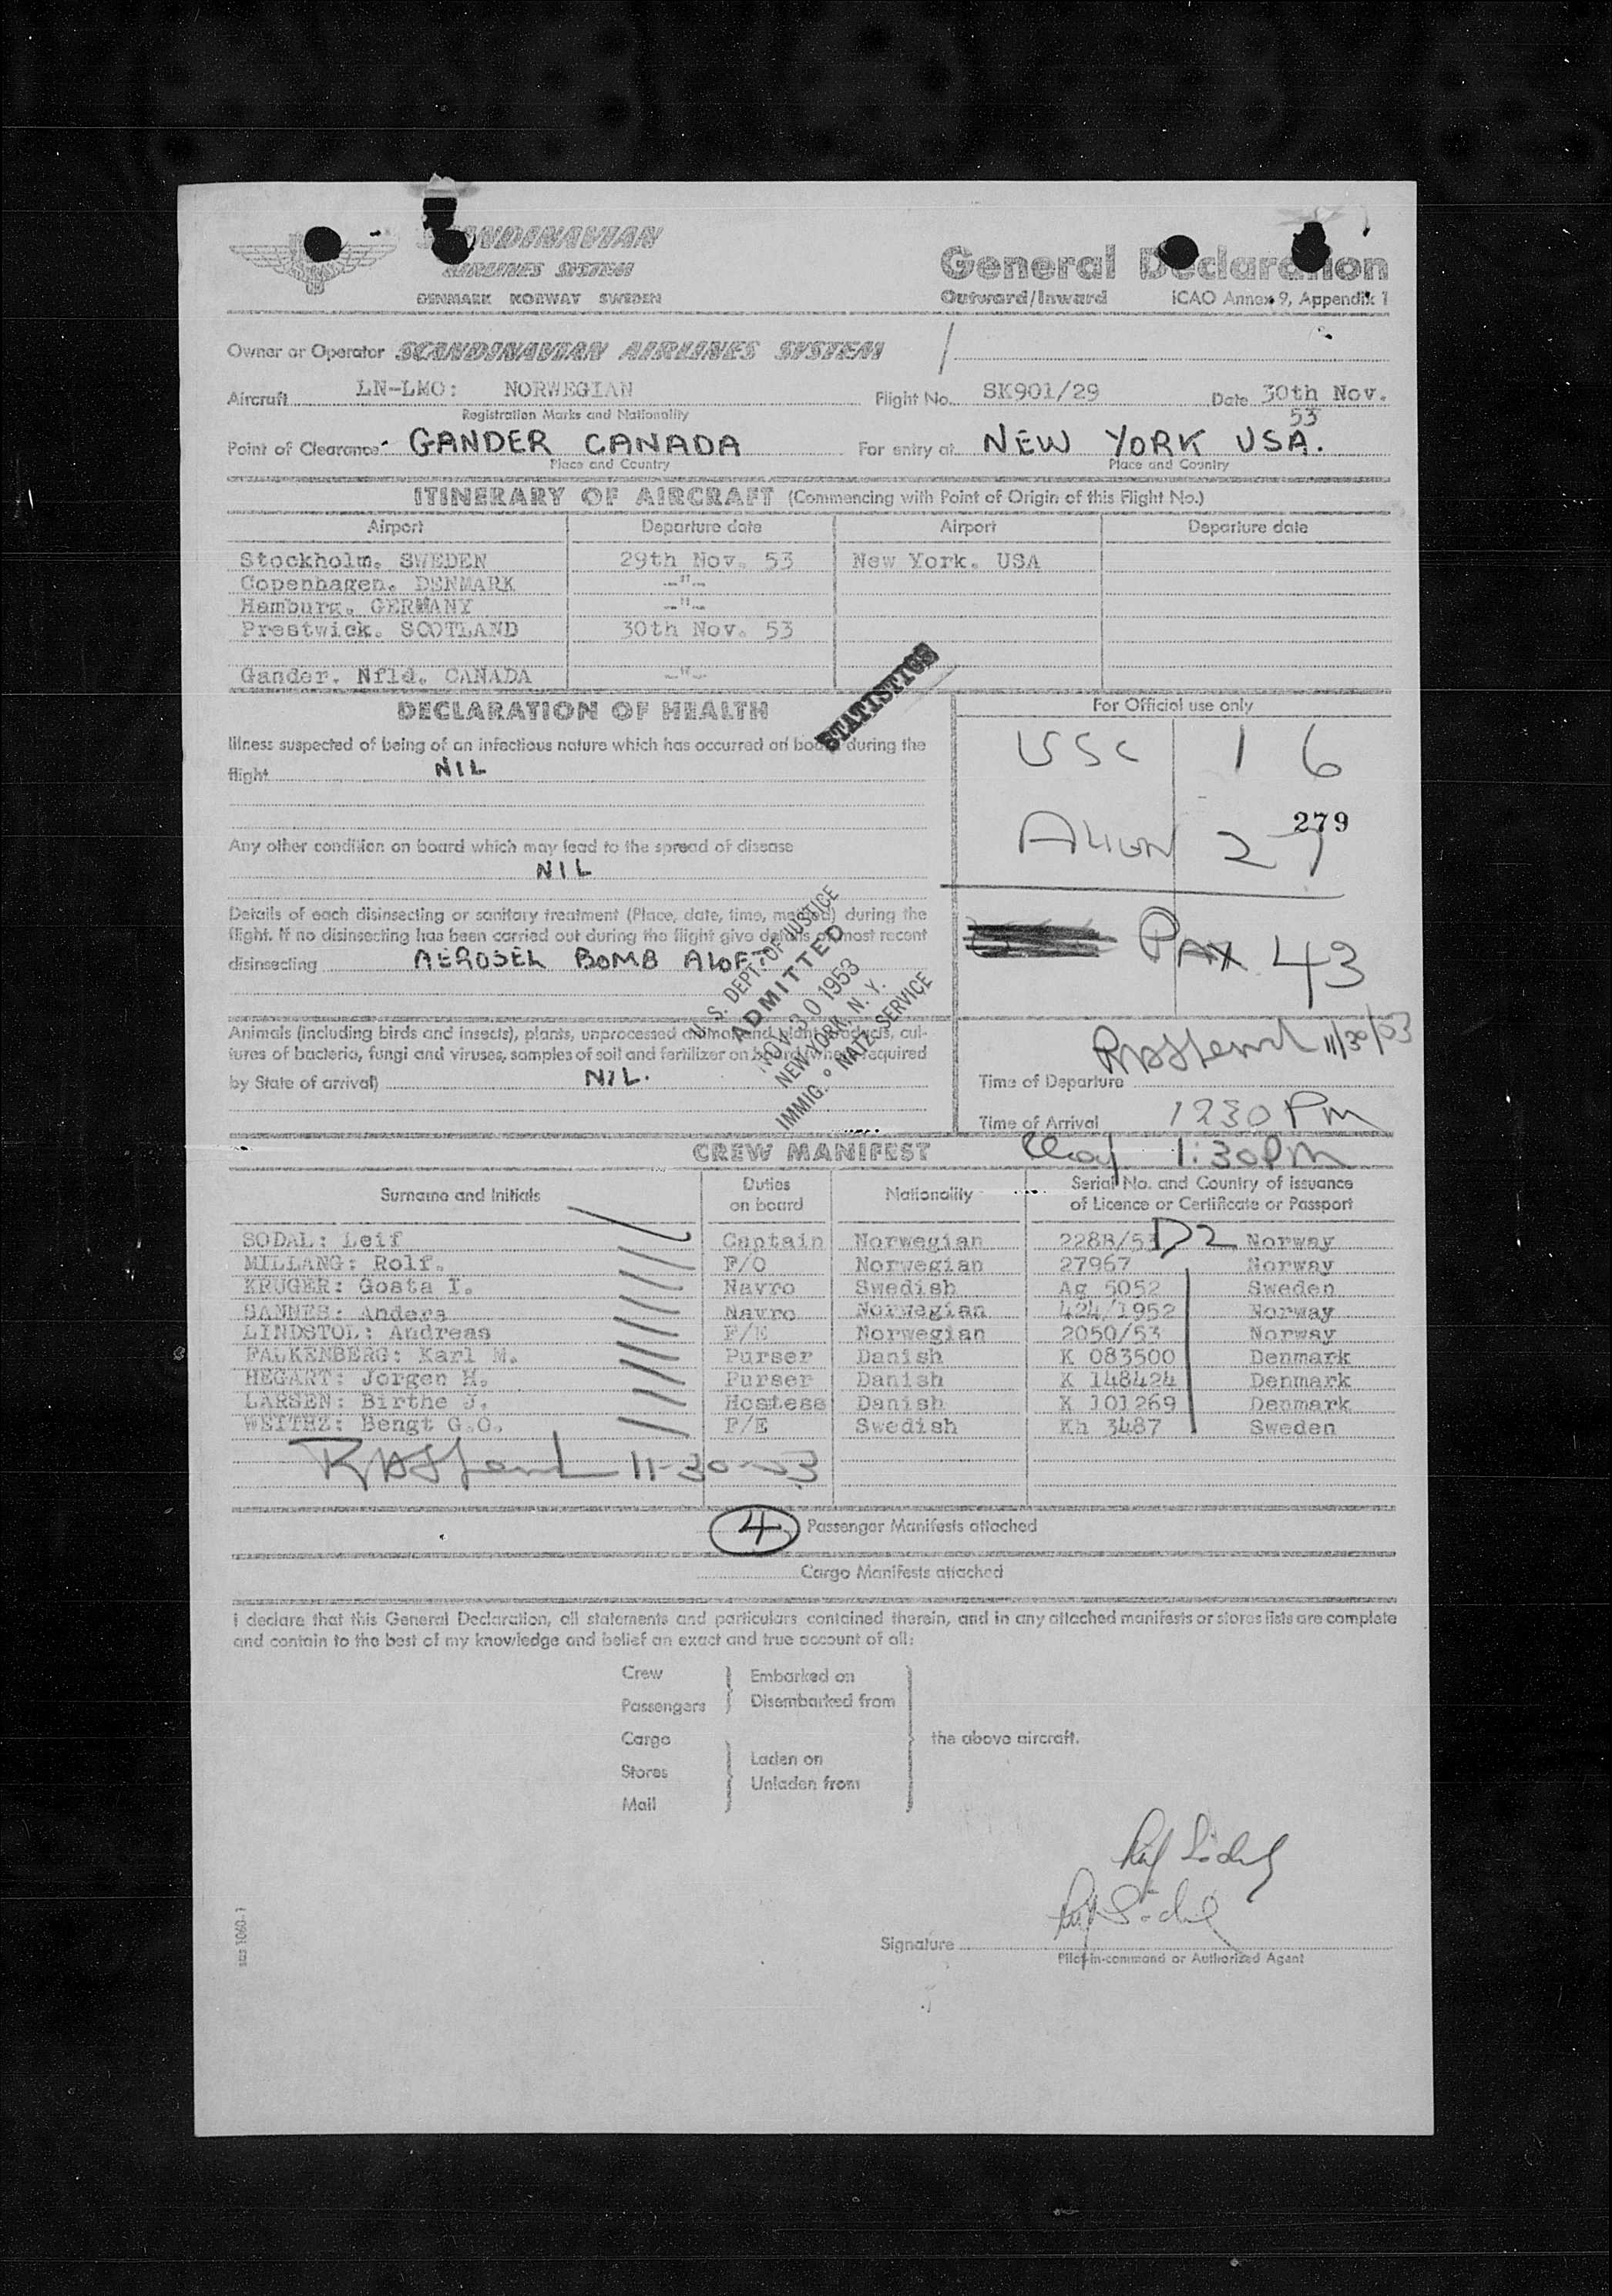 SCANDINAVIAN
AIRLINES SYSTEM
DENMARK NORWAY SWEDEN
General Declaration
Outward/Inward ICAO Annex 9, Appendix 1
Owner or Operator SCANDINAVIAN AIRLINES SYSTEM
Aircraft LN-LMO: NORWEGIAN Flight No. SK901/29 Date 30th Nov.
Registration Marks and Nationality 53
Point of Clearance GANDER CANADA For entry at NEW YORK USA.
Place and Country Place and Country
ITINERARY OF AIRCRAFT (Commencing with Point of Origin of this Flight No.)
Airport Departure date Airport Departure date
Stockholm. SWEDEN 29th Nov. 53 New York. USA
Copenhagen. DENMARK -"-
Hamburg. GERMANY -"-
Prestwick. SCOTLAND 30th Nov. 53
Gander. Nfld. CANADA -"-
STATISTICS
DECLARATION OF HEALTH
Illness suspected of being of an infectious nature which has occurred on board during the
flight NIL
Any other condition on board which may lead to the spread of disease
NIL
Details of each disinsecting or sanitary treatment (Place, date, time, method) during the
flight. If no disinsecting has been carried out during the flight give details of most recent
disinsecting AEROSEL BOMB ALOFT
Animals (including birds and insects), plants, unprocessed animal and plant products, cul-
tures of bacteria, fungi and viruses, samples of soil and fertilizer on board (when required
by State of arrival) NIL.
U. S. DEPT. OF JUSTICE
ADMITTED
NOV 30 1953
NEW YORK, N. Y.
IMMIG. & NATZ. SERVICE
For Official use only
USC 1 6
279
ALIEN 2 7
PAX 43
11/30/53
Time of Departure
Time of Arrival 1230 PM
1:30 PM
CREW MANIFEST
Surname and Initials Duties on board Nationality Serial No. and Country of issuance of Licence or Certificate or Passport
D2
SODAL: Leif Captain Norwegian 228B/53 Norway
MILLANG: Rolf. F/O Norwegian 27967 Norway
KRUGER: Gosta I. Navro Swedish Ag 5052 Sweden
SANNES: Anders Navro Norwegian 424/1952 Norway
LINDSTOL: Andreas F/E Norwegian 2050/53 Norway
FALKENBERG: Karl M. Purser Danish K 083500 Denmark
HEGART: Jorgen H. Purser Danish K 148424 Denmark
LARSEN: Birthe J. Hostess Danish K 101269 Denmark
WEITHZ: Bengt G.O. F/E Swedish Kh 3487 Sweden
11-30-53
4 Passenger Manifests attached
Cargo Manifests attached
I declare that this General Declaration, all statements and particulars contained therein, and in any attached manifests or stores lists are complete
and contain to the best of my knowledge and belief an exact and true account of all:
Crew Embarked on
Passengers Disembarked from
Cargo the above aircraft.
Stores Laden on
Unladen from
Mail
Signature
Pilot-in-command or Authorized Agent
SAS 1060-1